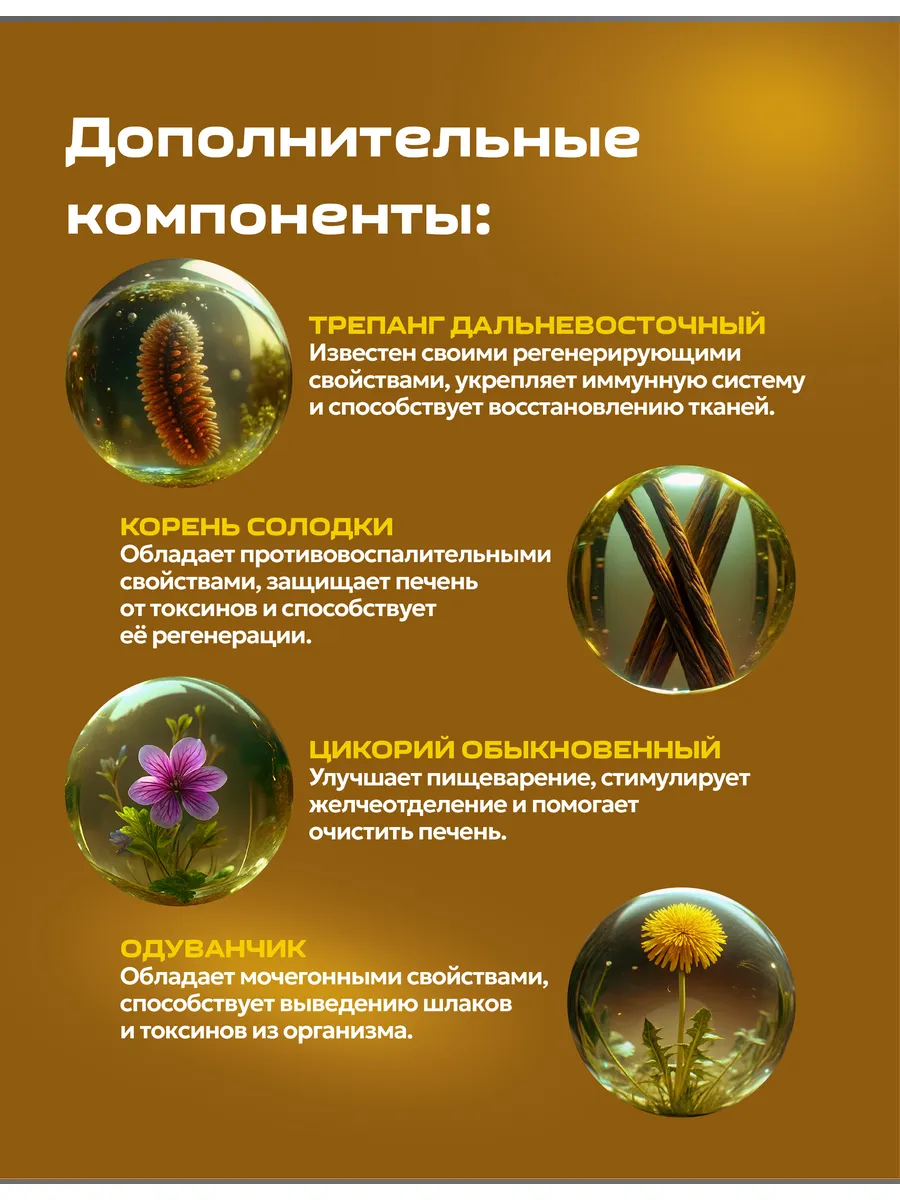 Дополнительные
компоненты:
ТРЕПАНГ ДАЛЬНЕВОСТОЧНЫЙ
Известен своими регенерирующими
свойствами, укрепляет иммунную систему
и способствует восстановлению тканей.
КОРЕНЬ СОЛОДКИ
Обладает противовоспалительными
свойствами, защищает печень
от токсинов и способствует
её регенерации.
ЦИКОРИЙ ОБЫКНОВЕННЫЙ
Улучшает пищеварение, стимулирует
желчеотделение и помогает
очистить печень.
ОДУВАНЧИК
Обладает мочегонными свойствами,
способствует выведению шлаков
и токсинов из организма.